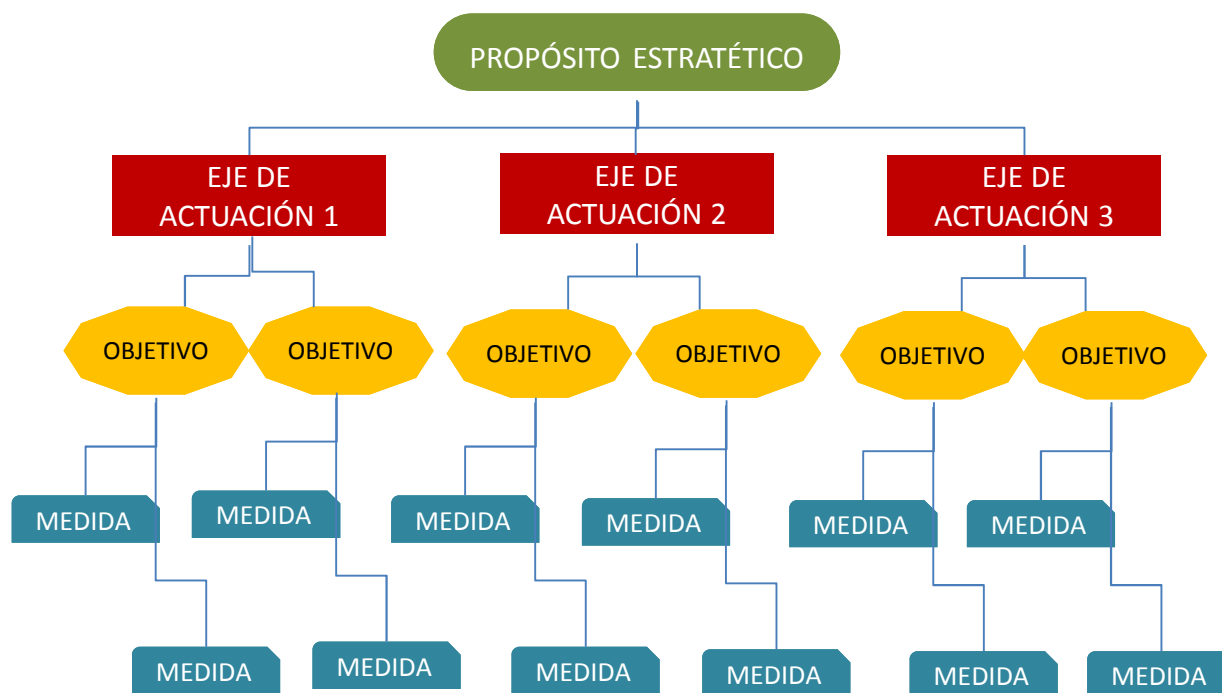 PROPÓSITO ESTRATÉTICO
EJE DE
ACTUACIÓN 1
EJE DE
ACTUACIÓN 2
EJE DE
ACTUACIÓN 3
OBJETIVO
OBJETIVO
OBJETIVO
OBJETIVO
OBJETIVO
OBJETIVO
MEDIDA
MEDIDA
MEDIDA
MEDIDA
MEDIDA
MEDIDA
MEDIDA
MEDIDA
MEDIDA
MEDIDA
MEDIDA
MEDIDA